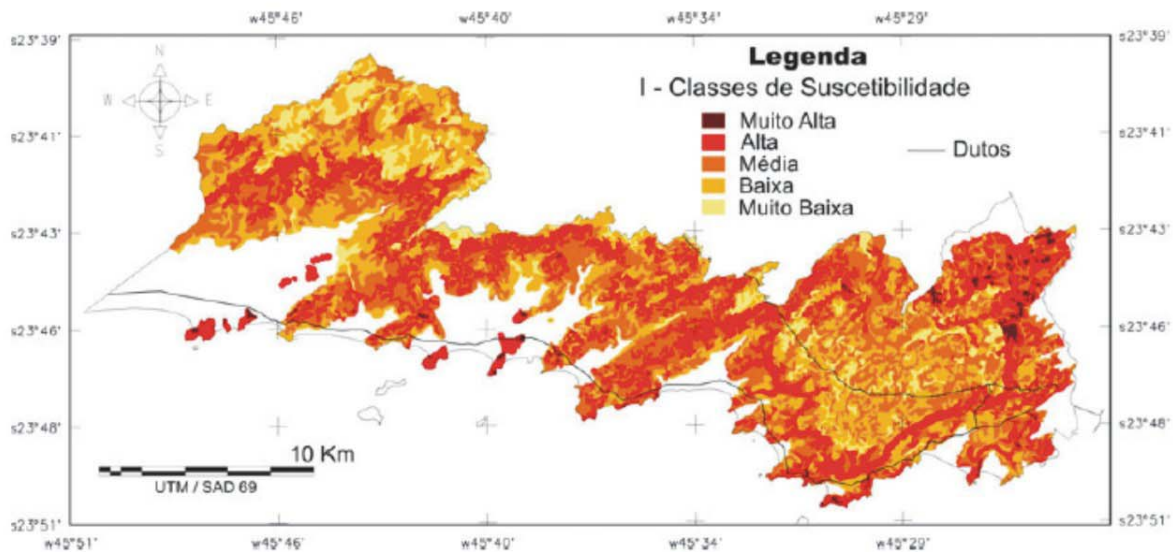 w45°46' w45°40' w45°34' w45°29'
s23°39' s23°39'
Legenda
N
I - Classes de Suscetibilidade
W E
Muito Alta
S
s23°41' s23°41'
Alta
Dutos
Média
Baixa
Muito Baixa
s23°43' s23°43'
s23°46' s23°46'
s23°48' s23°48'
10 Km
UTM / SAD 69
s23°51' s23°51'
w45°51' w45°46' w45°40' w45°34' w45°29'